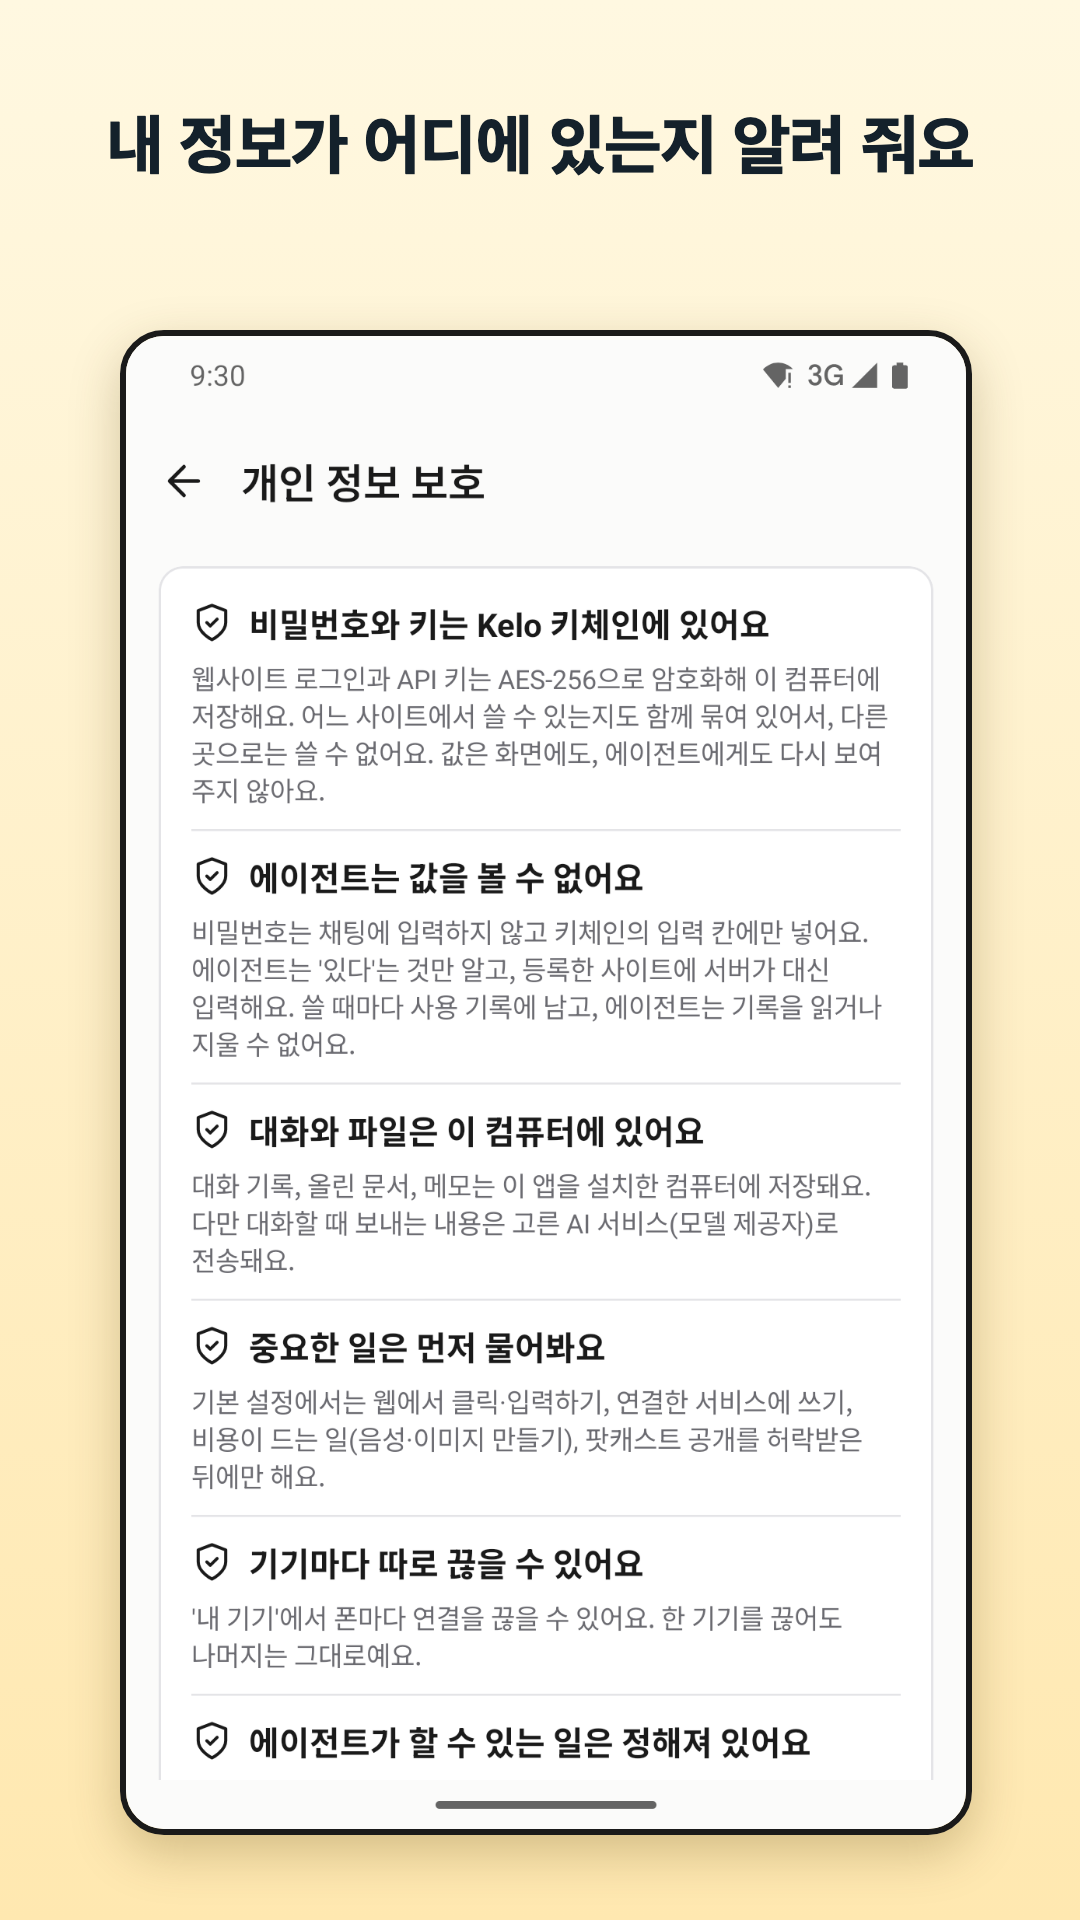 내 정보가 어디에 있는지 알려 줘요
9:30
3G
개인 정보 보호
비밀번호와 키는 Kelo 키체인에 있어요
웹사이트 로그인과 API 키는 AES-256으로 암호화해 이 컴퓨터에
저장해요. 어느 사이트에서 쓸 수 있는지도 함께 묶여 있어서, 다른
곳으로는 쓸 수 없어요. 값은 화면에도, 에이전트에게도 다시 보여
주지 않아요.
에이전트는 값을 볼 수 없어요
비밀번호는 채팅에 입력하지 않고 키체인의 입력 칸에만 넣어요.
에이전트는 '있다'는 것만 알고, 등록한 사이트에 서버가 대신
입력해요. 쓸 때마다 사용 기록에 남고, 에이전트는 기록을 읽거나
지울 수 없어요.
대화와 파일은 이 컴퓨터에 있어요
대화 기록, 올린 문서, 메모는 이 앱을 설치한 컴퓨터에 저장돼요.
다만 대화할 때 보내는 내용은 고른 AI 서비스(모델 제공자)로
전송돼요.
중요한 일은 먼저 물어봐요
기본 설정에서는 웹에서 클릭·입력하기, 연결한 서비스에 쓰기,
비용이 드는 일(음성·이미지 만들기), 팟캐스트 공개를 허락받은
뒤에만 해요.
기기마다 따로 끊을 수 있어요
'내 기기'에서 폰마다 연결을 끊을 수 있어요. 한 기기를 끊어도
나머지는 그대로예요.
에이전트가 할 수 있는 일은 정해져 있어요